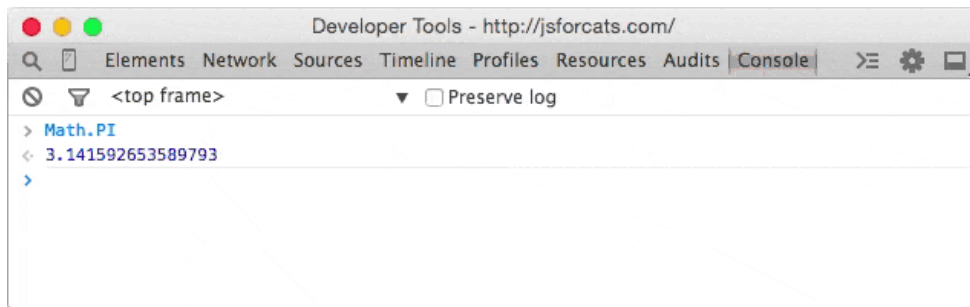 Developer Tools - http://jsforcats.com/
Elements Network Sources Timeline Profiles Resources Audits Console
<top frame> Preserve log
> Math.PI
3.141592653589793
>